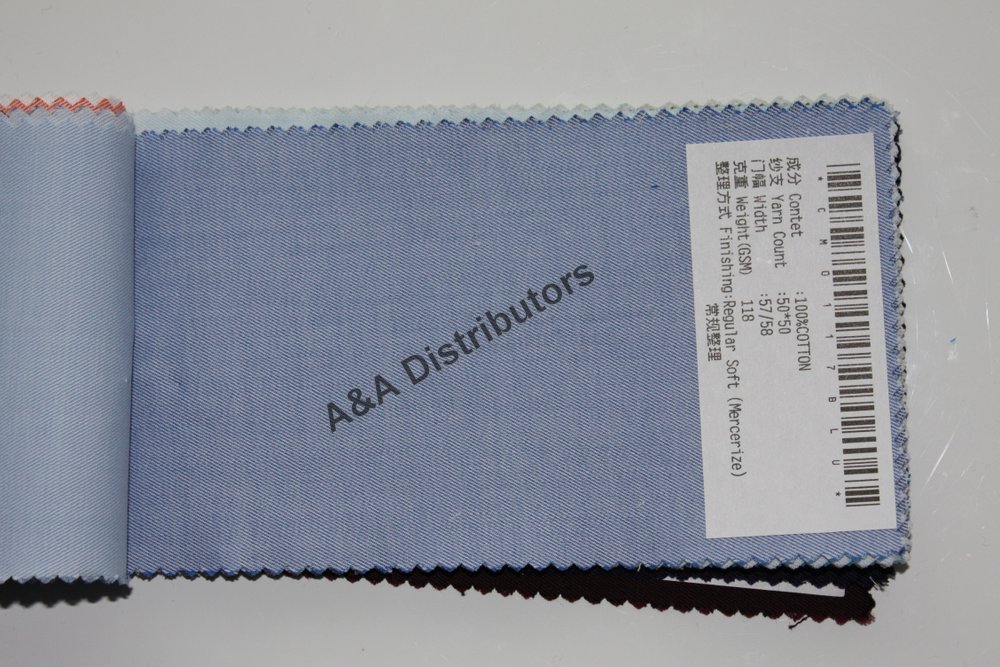 *CM0117BLU*
成分 Contet :100%COTTON
纱支 Yarn Count :50*50
门幅 Width :57/58
克重 Weight(GSM) 118
整理方式 Finishing:Regular Soft (Mercerize)
常规整理
A&A Distributors